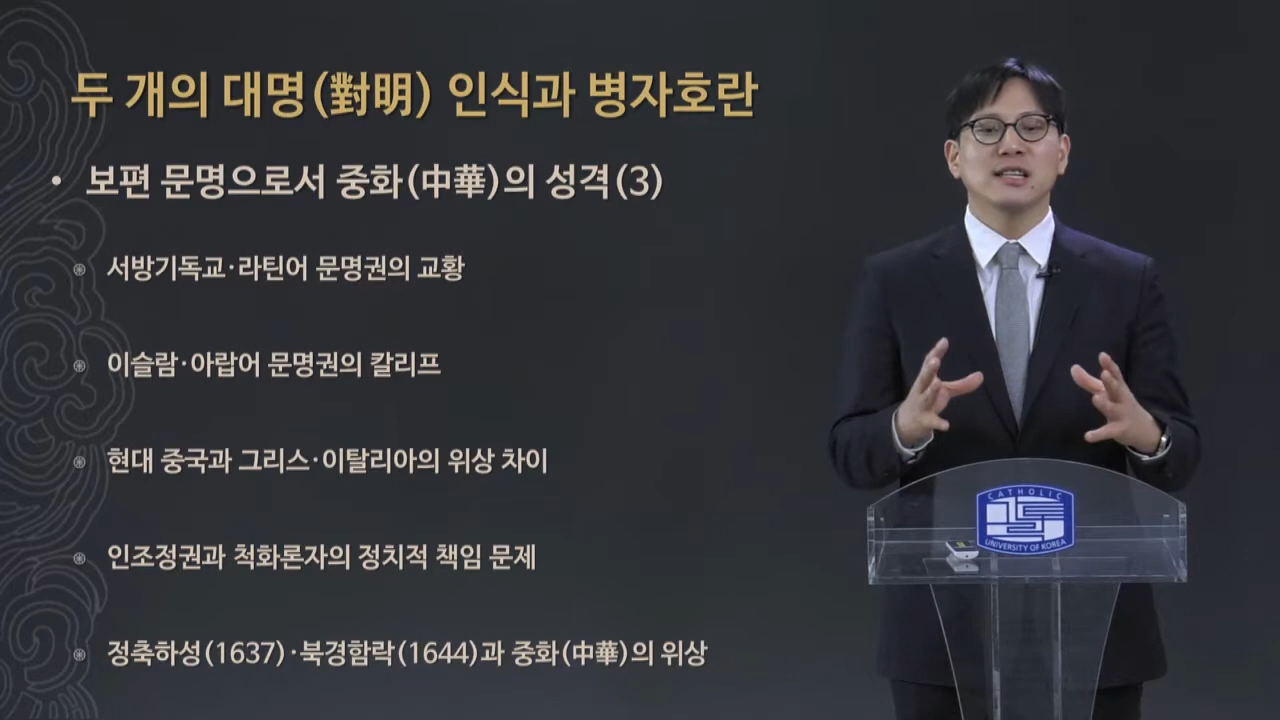 두 개의 대명(對明) 인식과 병자호란
• 보편 문명으로서 중화(中華)의 성격(3)
서방기독교·라틴어 문명권의 교황
이슬람·아랍어 문명권의 칼리프
현대 중국과 그리스·이탈리아의 위상 차이
인조정권과 척화론자의 정치적 책임 문제
정축하성(1637)·북경함락(1644)과 중화(中華)의 위상
CATHOLIC
UNIVERSITY OF KOREA